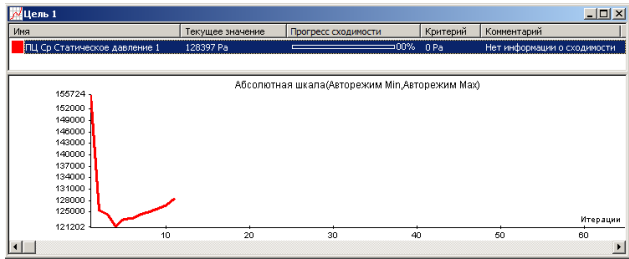 Цель 1
Имя Текущее значение Прогресс сходимости Критерий Комментарий
ПЦ Ср Статическое давление 1 128397 Pa 00% 0 Pa Нет информации о сходимости
Абсолютная шкала(Авторежим Min,Авторежим Max)
155724
152000
149000
146000
143000
140000
137000
134000
131000
128000
125000
121202
Итерации
10 20 30 40 50 60